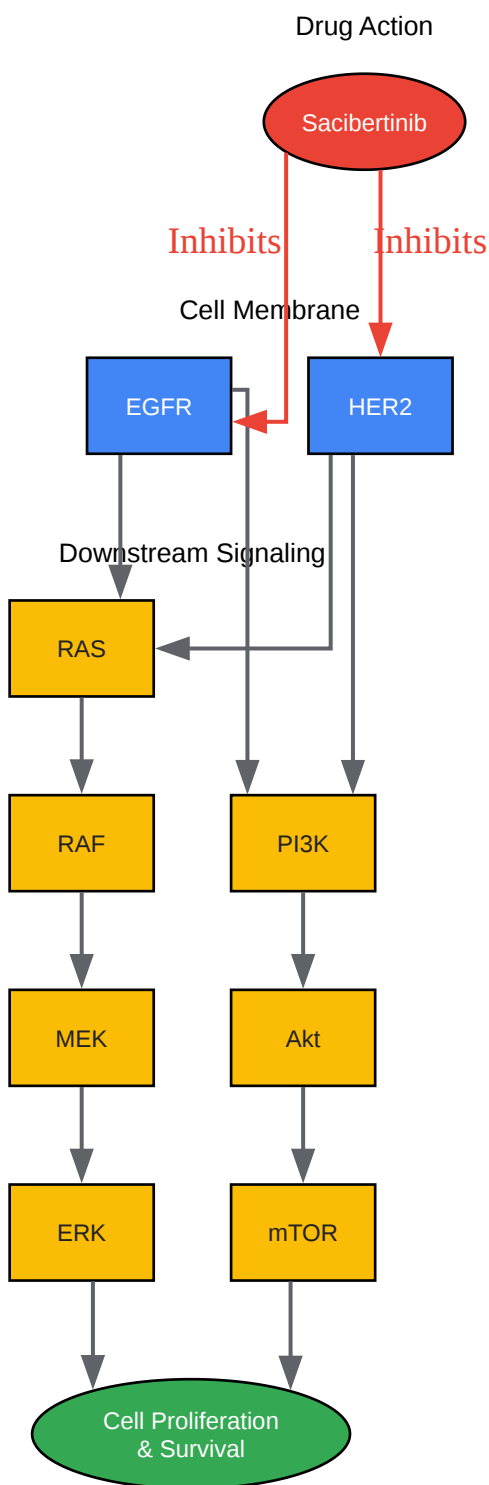 Drug Action
Sacibertinib
Inhibits
Inhibits
Cell Membrane
EGFR
HER2
Downstream Signaling
RAS
RAF
PI3K
MEK
Akt
ERK
mTOR
Cell Proliferation
& Survival